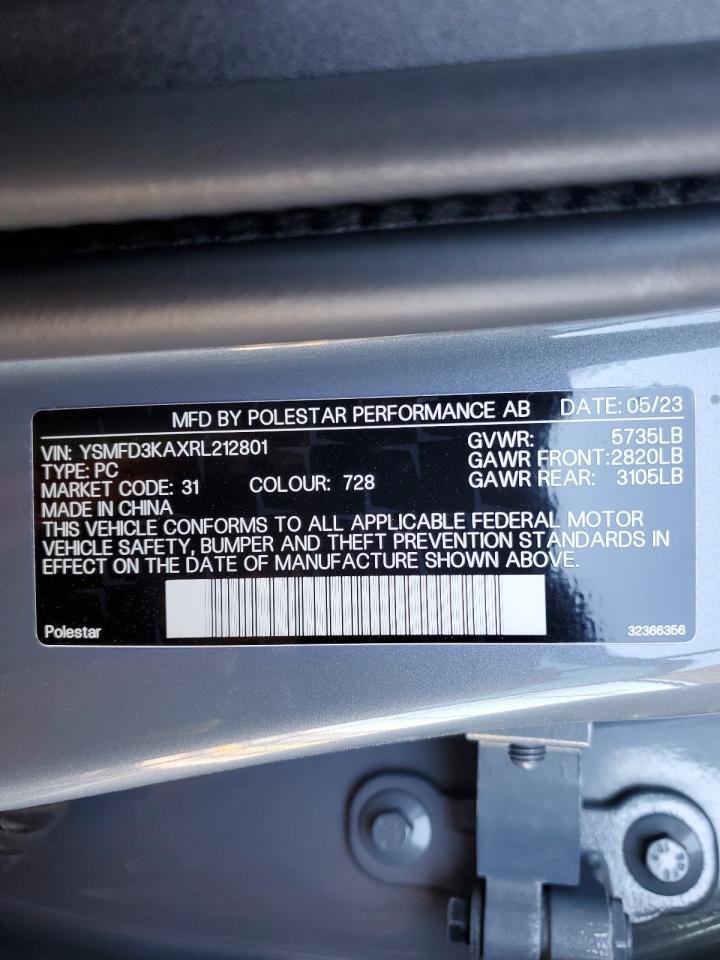 MFD BY POLESTAR PERFORMANCE AB DATE: 05/23
VIN: YSMFD3KAXRL212801 GVWR: 5735LB
TYPE: PC GAWR FRONT:2820LB
MARKET CODE: 31 COLOUR: 728 GAWR REAR: 3105LB
MADE IN CHINA
THIS VEHICLE CONFORMS TO ALL APPLICABLE FEDERAL MOTOR
VEHICLE SAFETY, BUMPER AND THEFT PREVENTION STANDARDS IN
EFFECT ON THE DATE OF MANUFACTURE SHOWN ABOVE.
Polestar 32366356